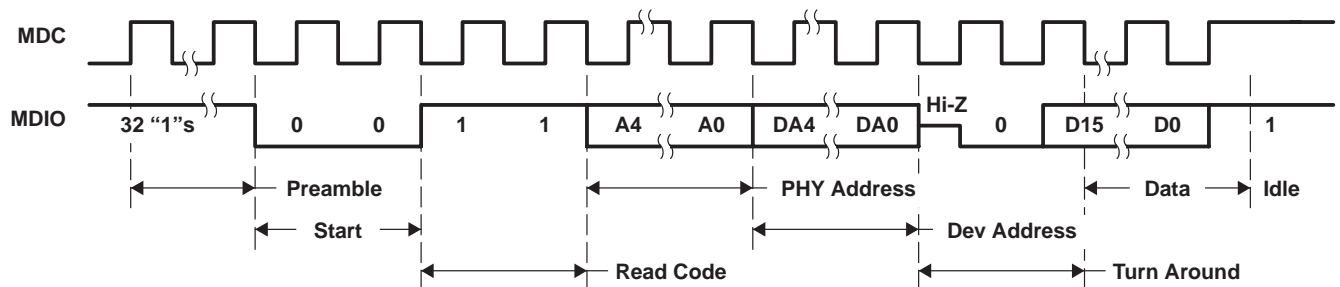 MDC
MDIO
32 “1”s 0 0 1 1 A4 A0 DA4 DA0 Hi-Z 0 D15 D0 1
Preamble PHY Address Data Idle
Start Dev Address
Read Code Turn Around